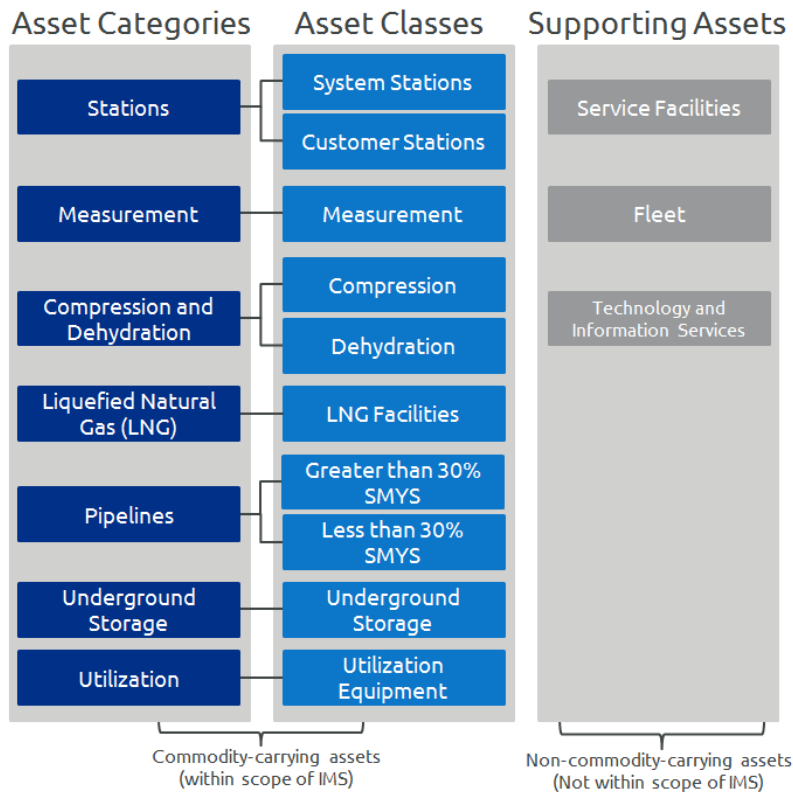 Asset Categories
Asset Classes
Supporting Assets
Stations
System Stations
Customer Stations
Service Facilities
Measurement
Measurement
Fleet
Compression and
Dehydration
Compression
Dehydration
Technology and
Information Services
Liquefied Natural
Gas (LNG)
LNG Facilities
Pipelines
Greater than 30%
SMYS
Less than 30%
SMYS
Underground
Storage
Underground
Storage
Utilization
Utilization
Equipment
Commodity-carrying assets
(within scope of IMS)
Non-commodity-carrying assets
(Not within scope of IMS)